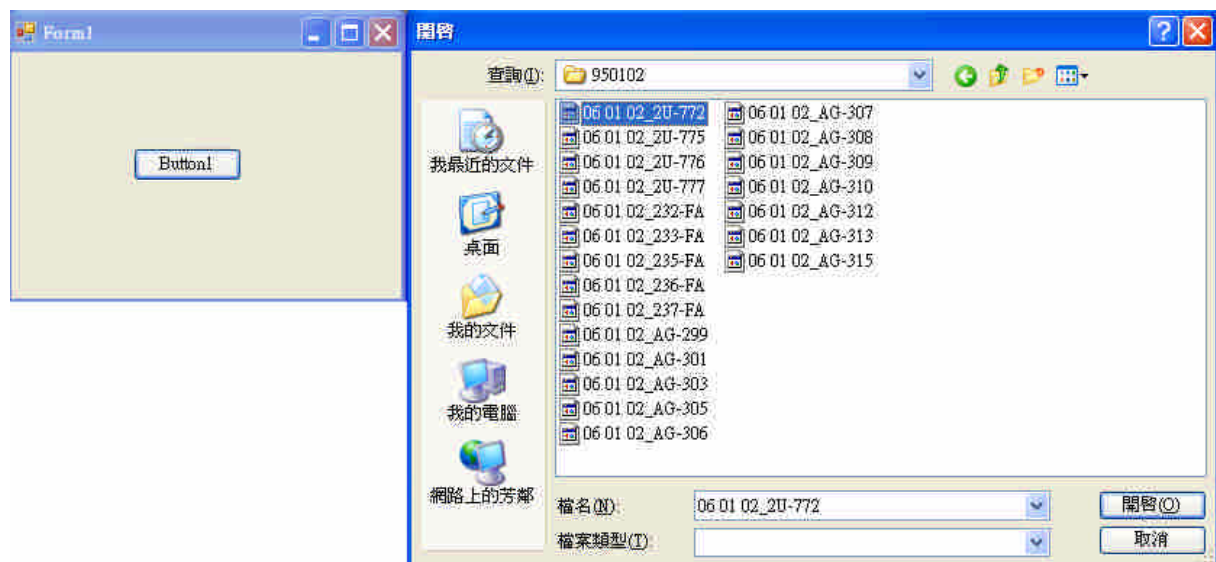 Form1
Button1
開啓
查詢(I):
950102
我最近的文件
桌面
我的文件
我的電腦
網路上的芳鄰
06 01 02_2U-772
06 01 02_2U-775
06 01 02_2U-776
06 01 02_2U-777
06 01 02_232-FA
06 01 02_233-FA
06 01 02_235-FA
06 01 02_236-FA
06 01 02_237-FA
06 01 02_AG-299
06 01 02_AG-301
06 01 02_AG-303
06 01 02_AG-305
06 01 02_AG-306
06 01 02_AG-307
06 01 02_AG-308
06 01 02_AG-309
06 01 02_AG-310
06 01 02_AG-312
06 01 02_AG-313
06 01 02_AG-315
檔名(N):
06 01 02_2U-772
開啓(O)
檔案類型(T):
取消